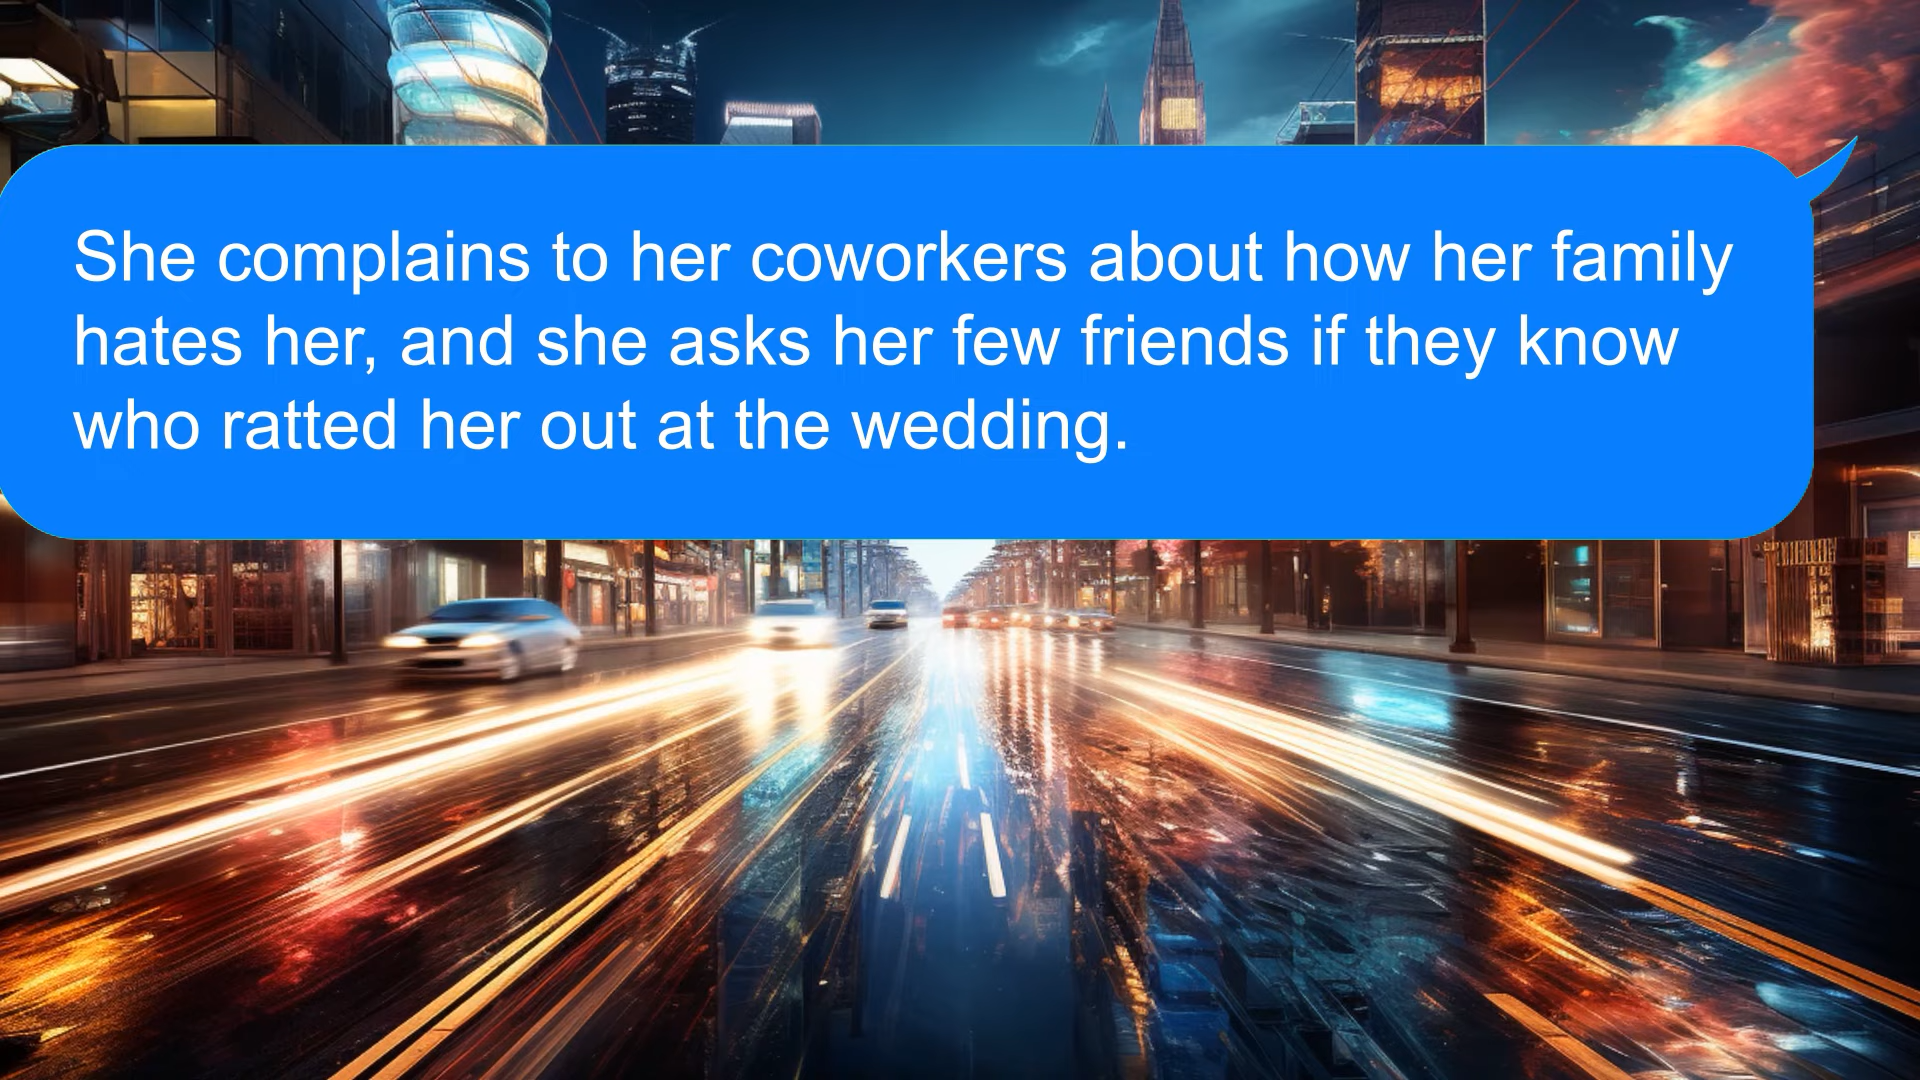 She complains to her coworkers about how her family
hates her, and she asks her few friends if they know
who ratted her out at the wedding.